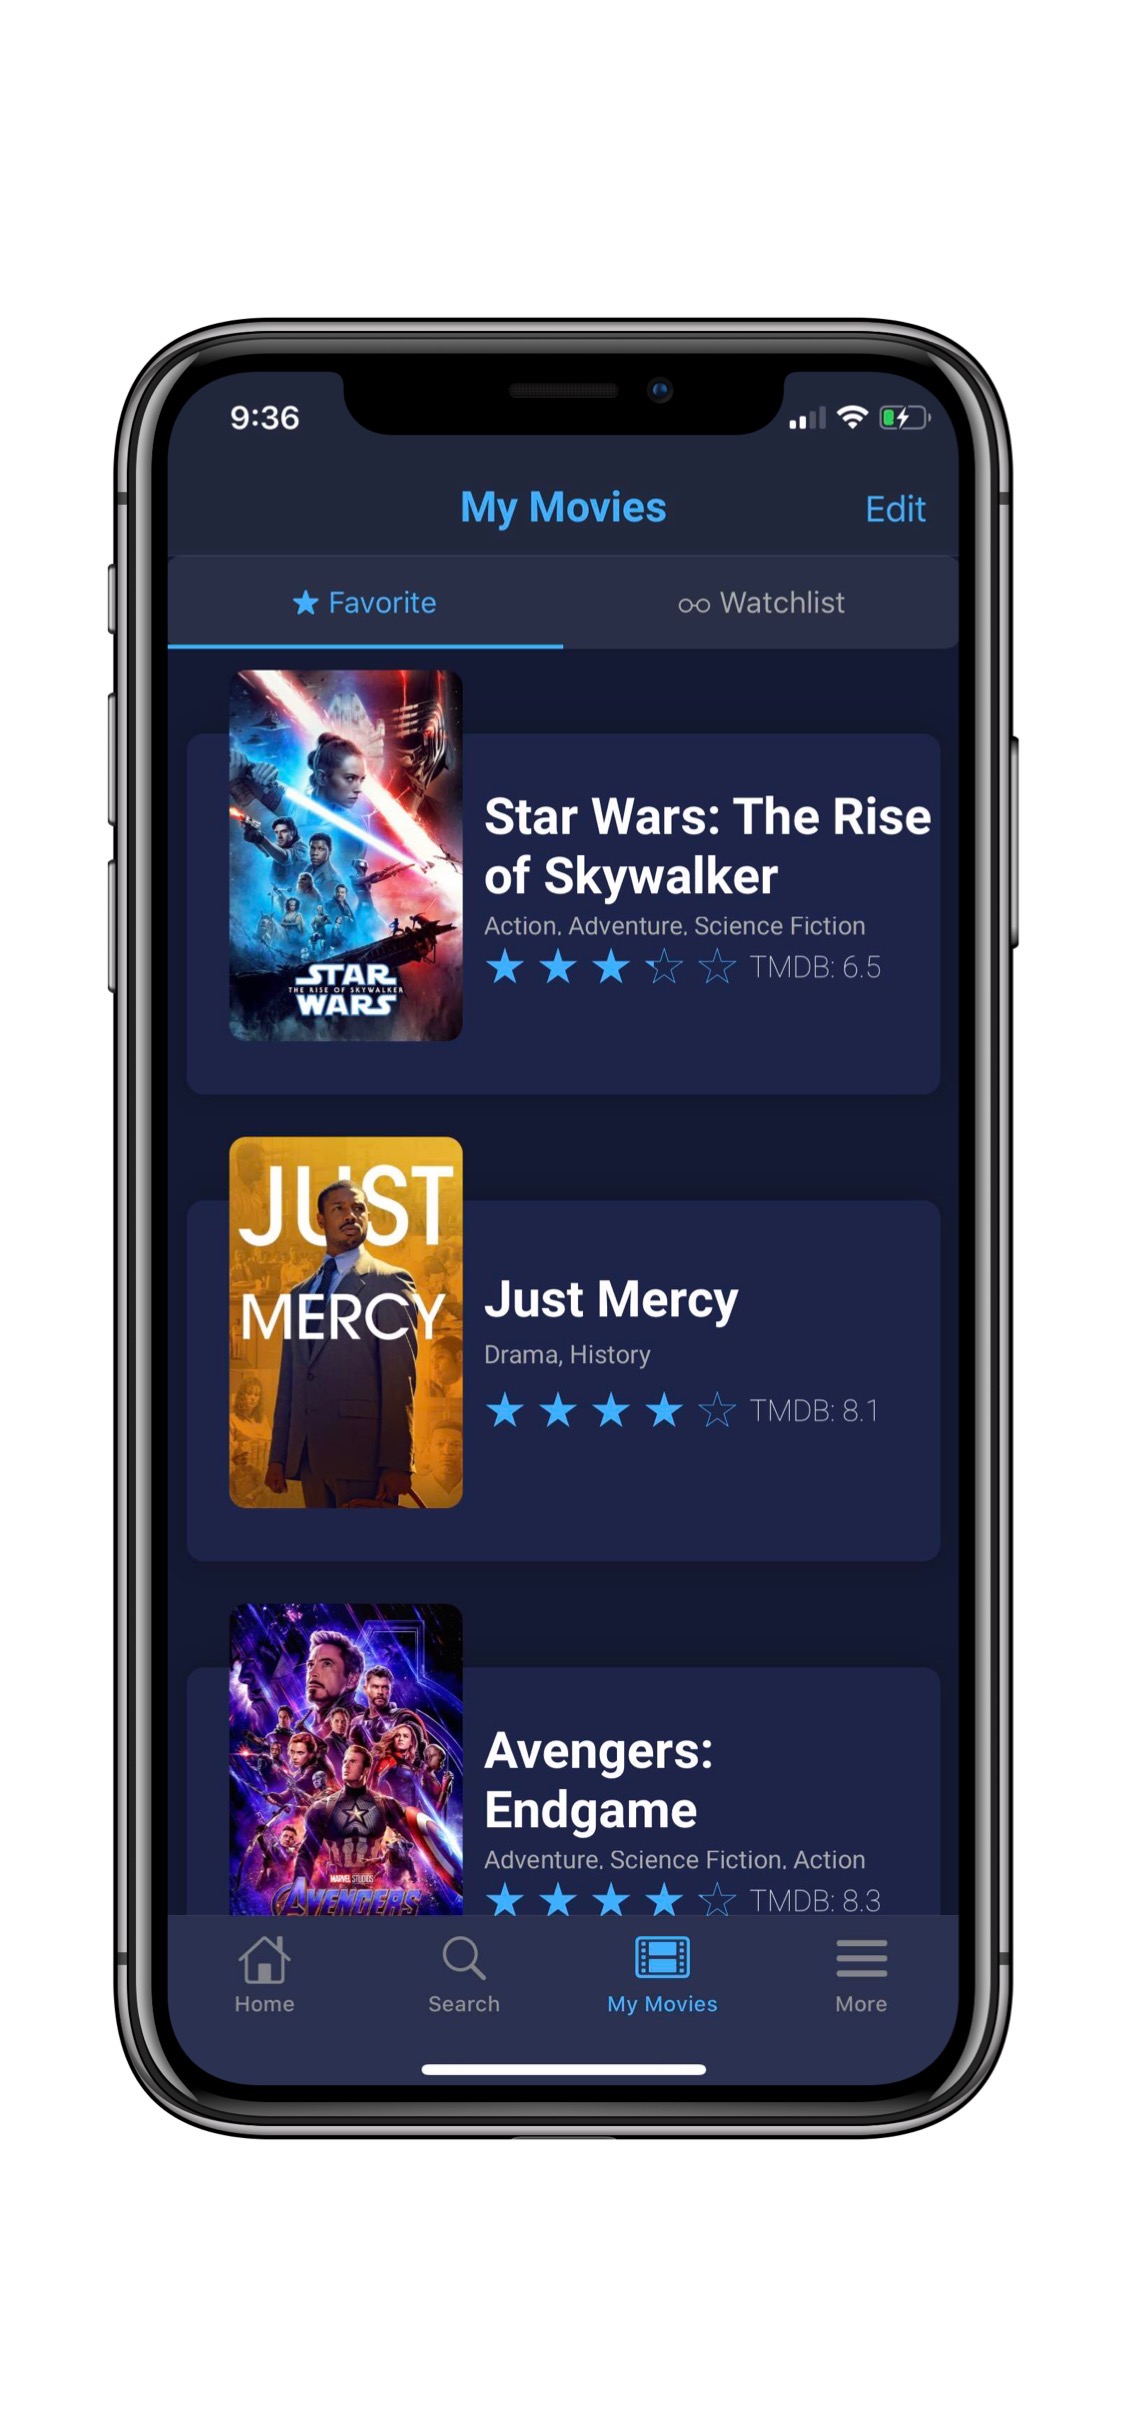 9:36
My Movies
Edit
Favorite
Watchlist
STAR
THE RISE OF SKYWALKER
WARS
Star Wars: The Rise
of Skywalker
Action, Adventure, Science Fiction
TMDB: 6.5
JUST
MERCY
Just Mercy
Drama, History
TMDB: 8.1
MARVEL STUDIOS
AVENGERS
Avengers:
Endgame
Adventure, Science Fiction, Action
TMDB: 8.3
Home
Search
My Movies
More